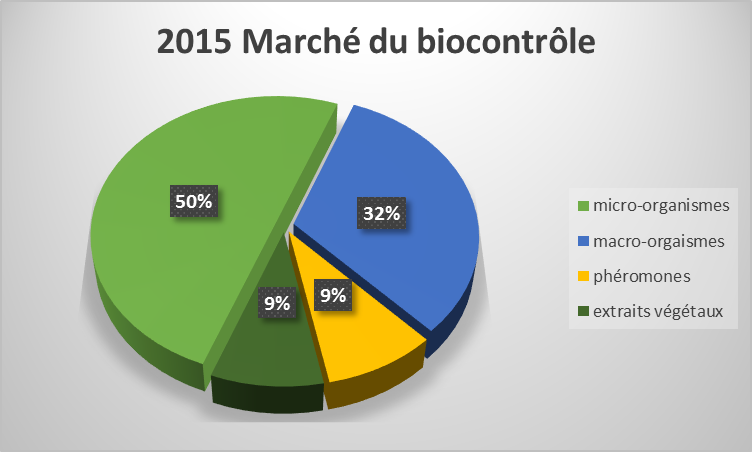 2015 Marché du biocontrôle
50%
32%
9%
9%
micro-organismes
macro-orgaismes
phéromones
extraits végétaux